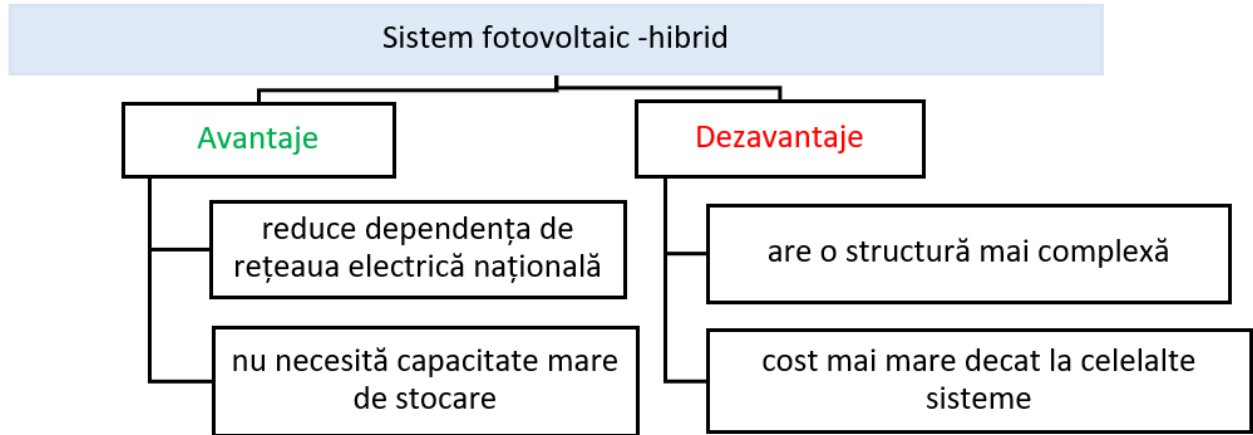 Sistem fotovoltaic -hibrid
Avantaje
reduce dependența de
rețeaua electrică națională
nu necesită capacitate mare
de stocare
Dezavantaje
are o structură mai complexă
cost mai mare decat la celelalte
sisteme